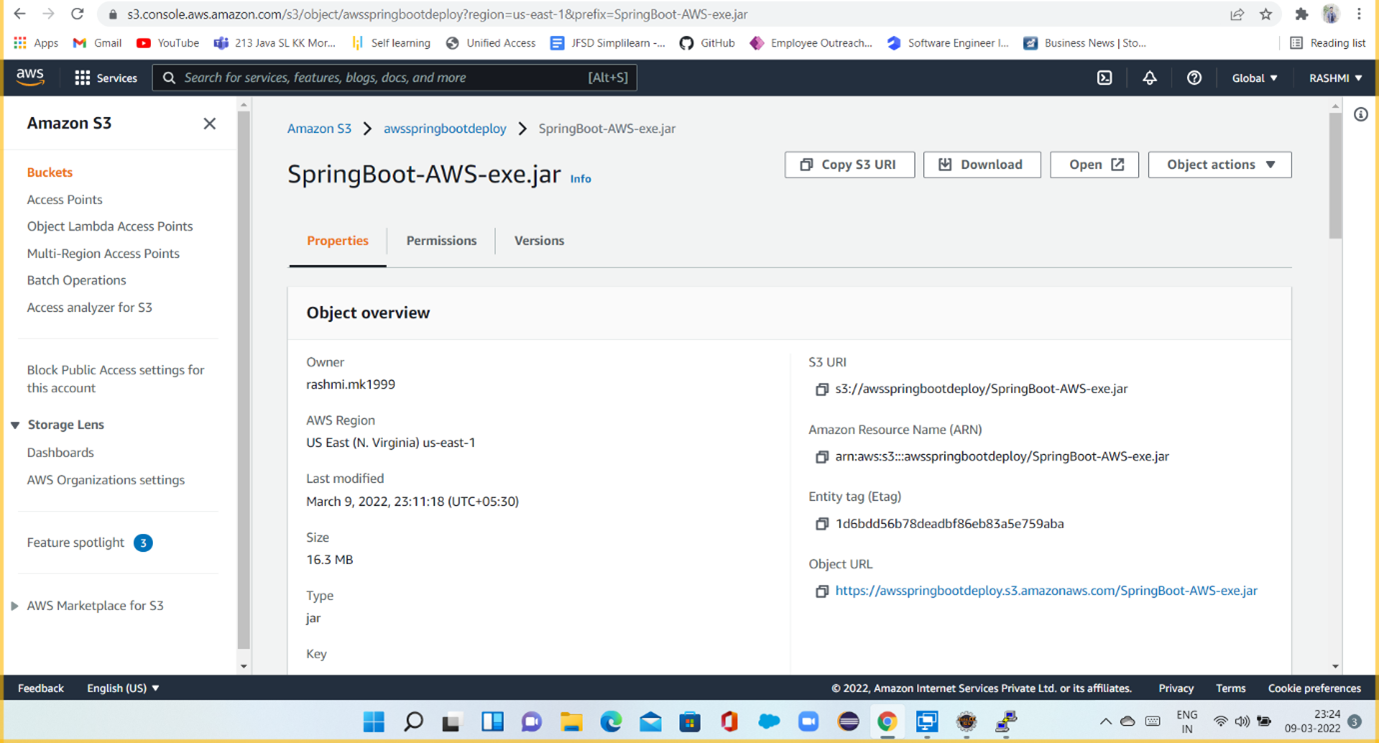 s3.console.aws.amazon.com/s3/object/awsspringbootdeploy?region=us-east-1&prefix=SpringBoot-AWS-exe.jar
Apps Gmail YouTube 213 Java SL KK Mor... Self learning Unified Access JFSD Simplilearn -... GitHub Employee Outreach... Software Engineer I... Business News | Sto... Reading list
aws Services Search for services, features, blogs, docs, and more [Alt+S] Global RASHMI
Amazon S3
Buckets
Access Points
Object Lambda Access Points
Multi-Region Access Points
Batch Operations
Access analyzer for S3
Block Public Access settings for
this account
Storage Lens
Dashboards
AWS Organizations settings
Feature spotlight 3
AWS Marketplace for S3
Amazon S3 > awsspringbootdeploy > SpringBoot-AWS-exe.jar
SpringBoot-AWS-exe.jar Info
Copy S3 URI Download Open Object actions
Properties Permissions Versions
Object overview
Owner
rashmi.mk1999
AWS Region
US East (N. Virginia) us-east-1
Last modified
March 9, 2022, 23:11:18 (UTC+05:30)
Size
16.3 MB
Type
jar
Key
S3 URI
s3://awsspringbootdeploy/SpringBoot-AWS-exe.jar
Amazon Resource Name (ARN)
arn:aws:s3:::awsspringbootdeploy/SpringBoot-AWS-exe.jar
Entity tag (Etag)
1d6bdd56b78deadbf86eb83a5e759aba
Object URL
https://awsspringbootdeploy.s3.amazonaws.com/SpringBoot-AWS-exe.jar
Feedback English (US) © 2022, Amazon Internet Services Private Ltd. or its affiliates. Privacy Terms Cookie preferences
ENG 23:24
IN 09-03-2022 3